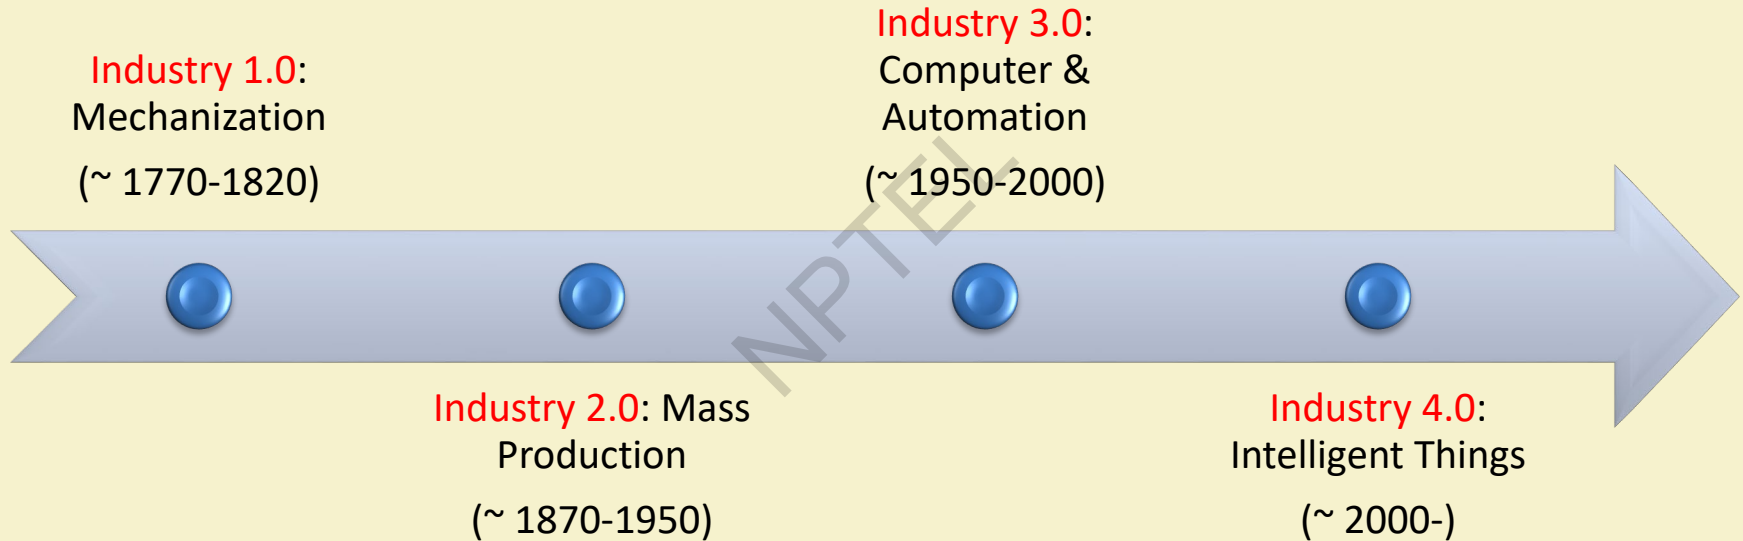 Industry 1.0:
Mechanization
(~ 1770-1820)
Industry 2.0: Mass
Production
(~ 1870-1950)
Industry 3.0:
Computer &
Automation
(~ 1950-2000)
Industry 4.0:
Intelligent Things
(~ 2000-)
NPTEL